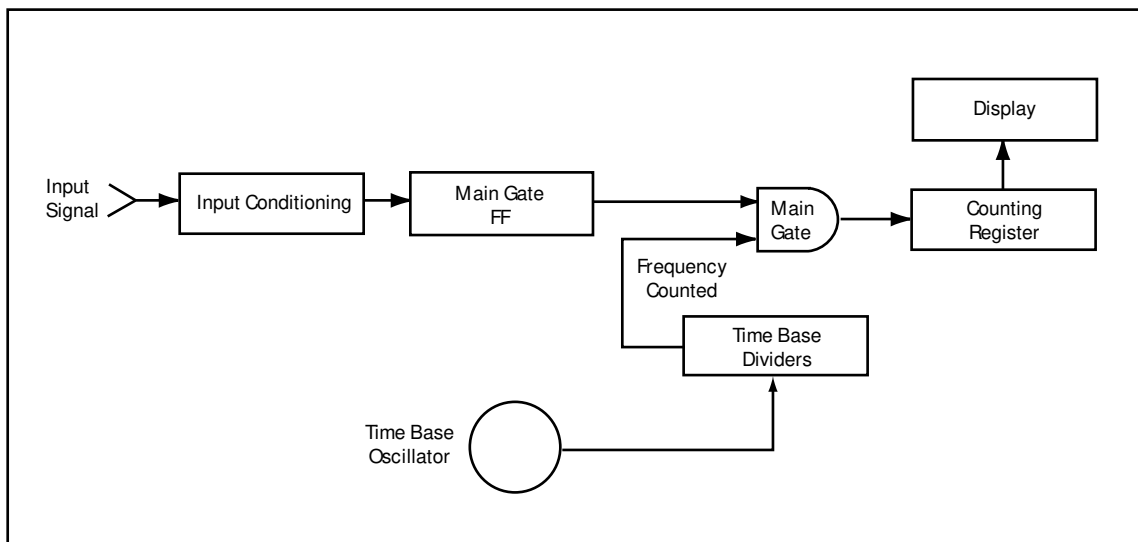 Input
Signal
Input Conditioning
Main Gate
FF
Main
Gate
Counting
Register
Display
Frequency
Counted
Time Base
Dividers
Time Base
Oscillator